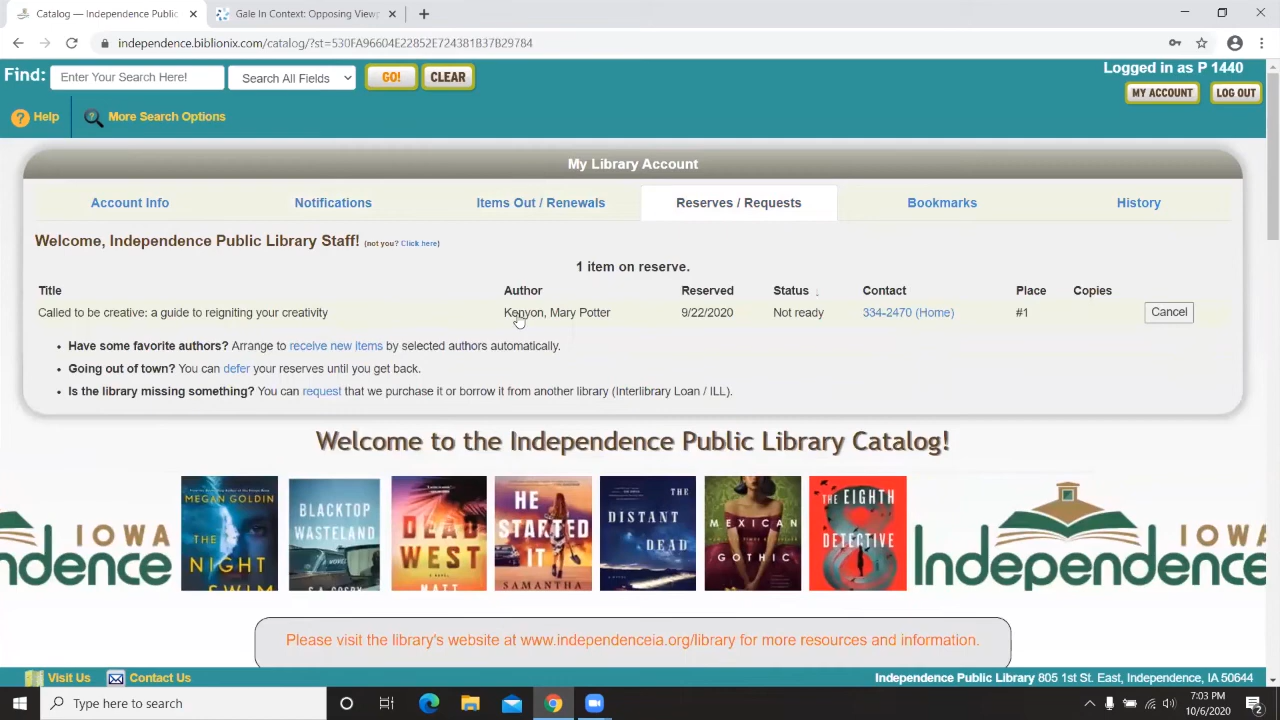 Catalog — Independence Public
Gale In Context: Opposing View
independence.biblionix.com/catalog/?st=530FA96604E22852E724381B37B29784
Find: Enter Your Search Here! Search All Fields GO! CLEAR
Logged in as P 1440
MY ACCOUNT LOG OUT
Help More Search Options
My Library Account
Account Info Notifications Items Out / Renewals Reserves / Requests Bookmarks History
Welcome, Independence Public Library Staff! (not you? Click here)
1 item on reserve.
Title Author Reserved Status ↓ Contact Place Copies
Called to be creative: a guide to reigniting your creativity Kenyon, Mary Potter 9/22/2020 Not ready 334-2470 (Home) #1 Cancel
• Have some favorite authors? Arrange to receive new items by selected authors automatically.
• Going out of town? You can defer your reserves until you get back.
• Is the library missing something? You can request that we purchase it or borrow it from another library (Interlibrary Loan / ILL).
Welcome to the Independence Public Library Catalog!
IOWA
ndence
MEGAN GOLDIN
THE
NIGHT
SWIM
BLACKTOP
WASTELAND
S.A. COSBY
DEAD
WEST
A NOVEL
MATT
HE
STARTED
IT
SAMANTHA
THE
DISTANT
DEAD
MEXICAN
GOTHIC
THE
EIGHTH
DETECTIVE
IOWA
Independence
Please visit the library's website at www.independenceia.org/library for more resources and information.
Visit Us Contact Us
Independence Public Library 805 1st St. East, Independence, IA 50644
Type here to search
7:03 PM
10/6/2020
2